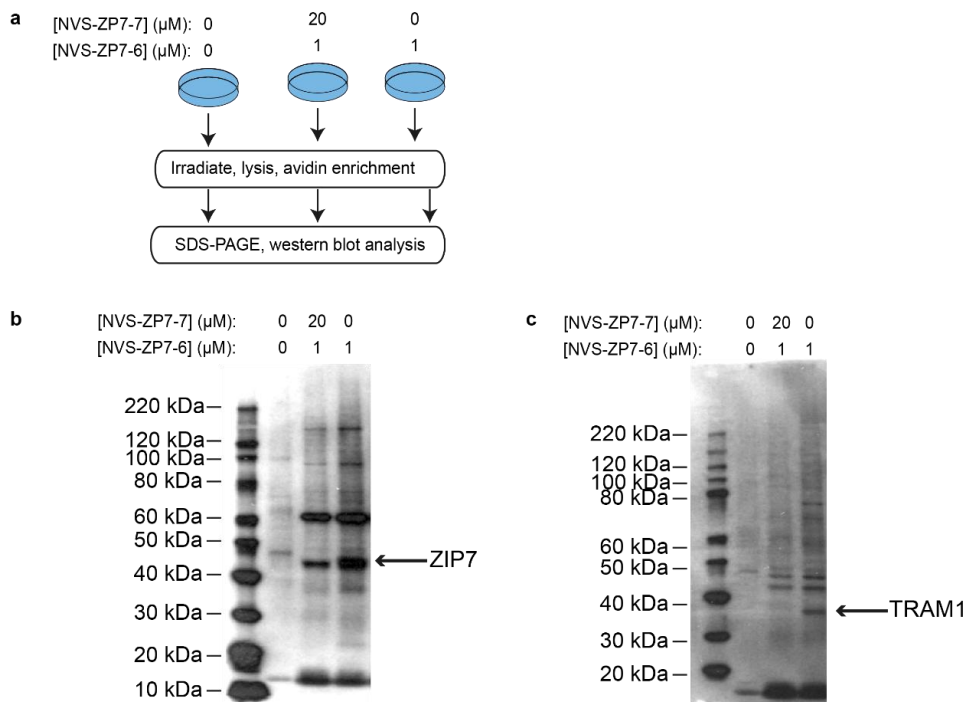 a
[NVS-ZP7-7] (µM): 0 20 0
[NVS-ZP7-6] (µM): 0 1 1
Irradiate, lysis, avidin enrichment
SDS-PAGE, western blot analysis
b
[NVS-ZP7-7] (µM): 0 20 0
[NVS-ZP7-6] (µM): 0 1 1
220 kDa
120 kDa
100 kDa
80 kDa
60 kDa
50 kDa
ZIP7
40 kDa
30 kDa
20 kDa
10 kDa
c
[NVS-ZP7-7] (µM): 0 20 0
[NVS-ZP7-6] (µM): 0 1 1
220 kDa
120 kDa
100 kDa
80 kDa
60 kDa
50 kDa
40 kDa
TRAM1
30 kDa
20 kDa